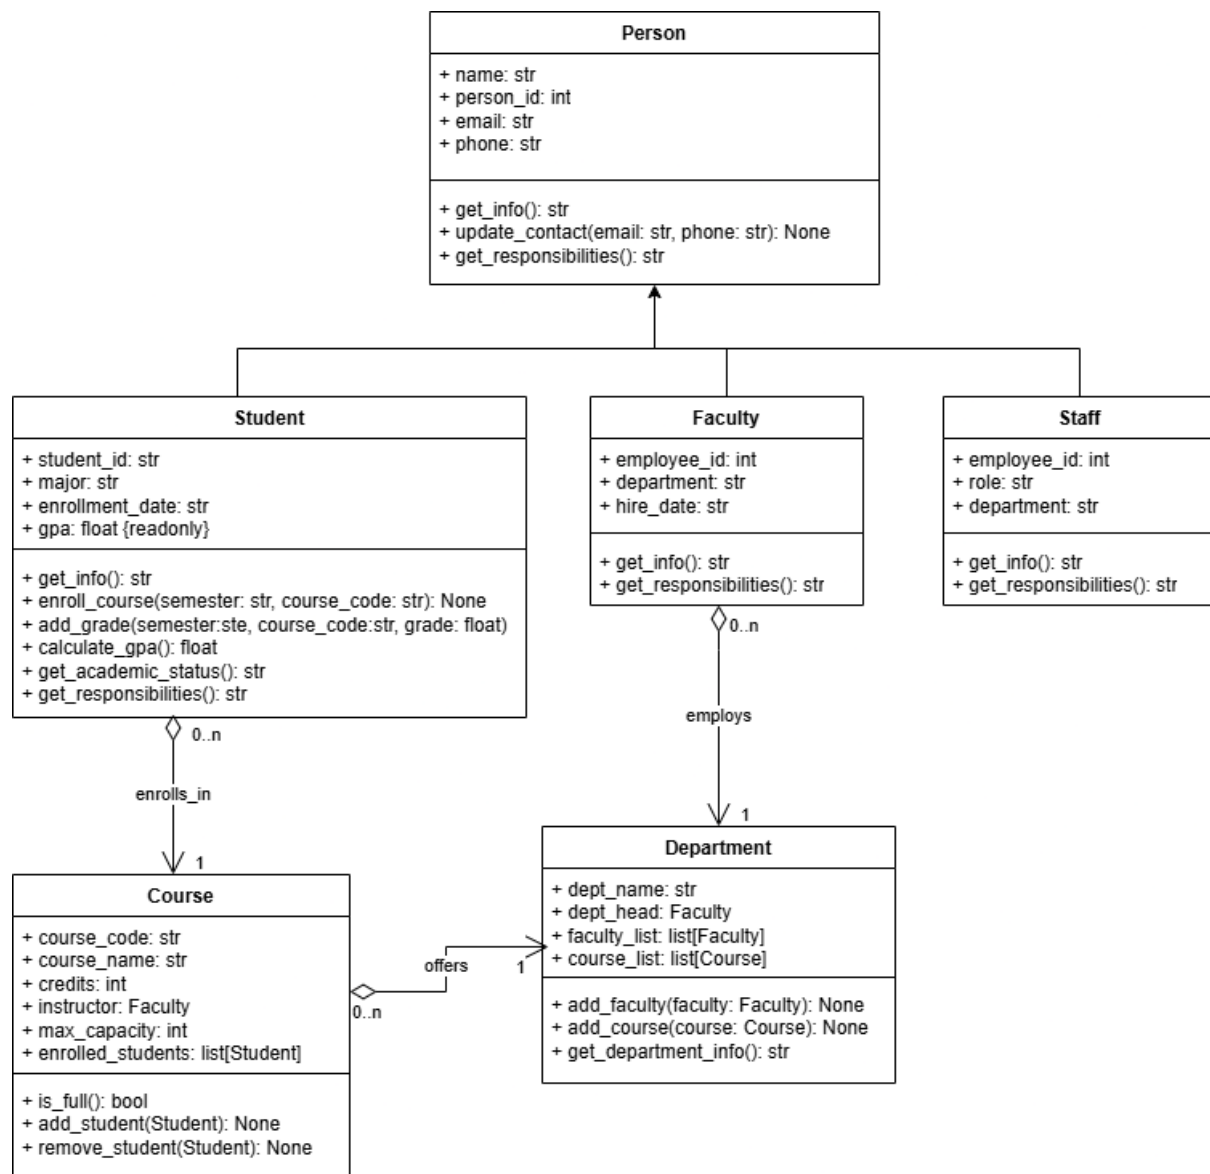 Person
+ name: str
+ person_id: int
+ email: str
+ phone: str
+ get_info(): str
+ update_contact(email: str, phone: str): None
+ get_responsibilities(): str
Student
+ student_id: str
+ major: str
+ enrollment_date: str
+ gpa: float {readonly}
+ get_info(): str
+ enroll_course(semester: str, course_code: str): None
+ add_grade(semester:ste, course_code:str, grade: float)
+ calculate_gpa(): float
+ get_academic_status(): str
+ get_responsibilities(): str
Faculty
+ employee_id: int
+ department: str
+ hire_date: str
+ get_info(): str
+ get_responsibilities(): str
Staff
+ employee_id: int
+ role: str
+ department: str
+ get_info(): str
+ get_responsibilities(): str
0..n
enrolls_in
1
0..n
employs
1
Course
+ course_code: str
+ course_name: str
+ credits: int
+ instructor: Faculty
+ max_capacity: int
+ enrolled_students: list[Student]
+ is_full(): bool
+ add_student(Student): None
+ remove_student(Student): None
0..n
offers
1
Department
+ dept_name: str
+ dept_head: Faculty
+ faculty_list: list[Faculty]
+ course_list: list[Course]
+ add_faculty(faculty: Faculty): None
+ add_course(course: Course): None
+ get_department_info(): str